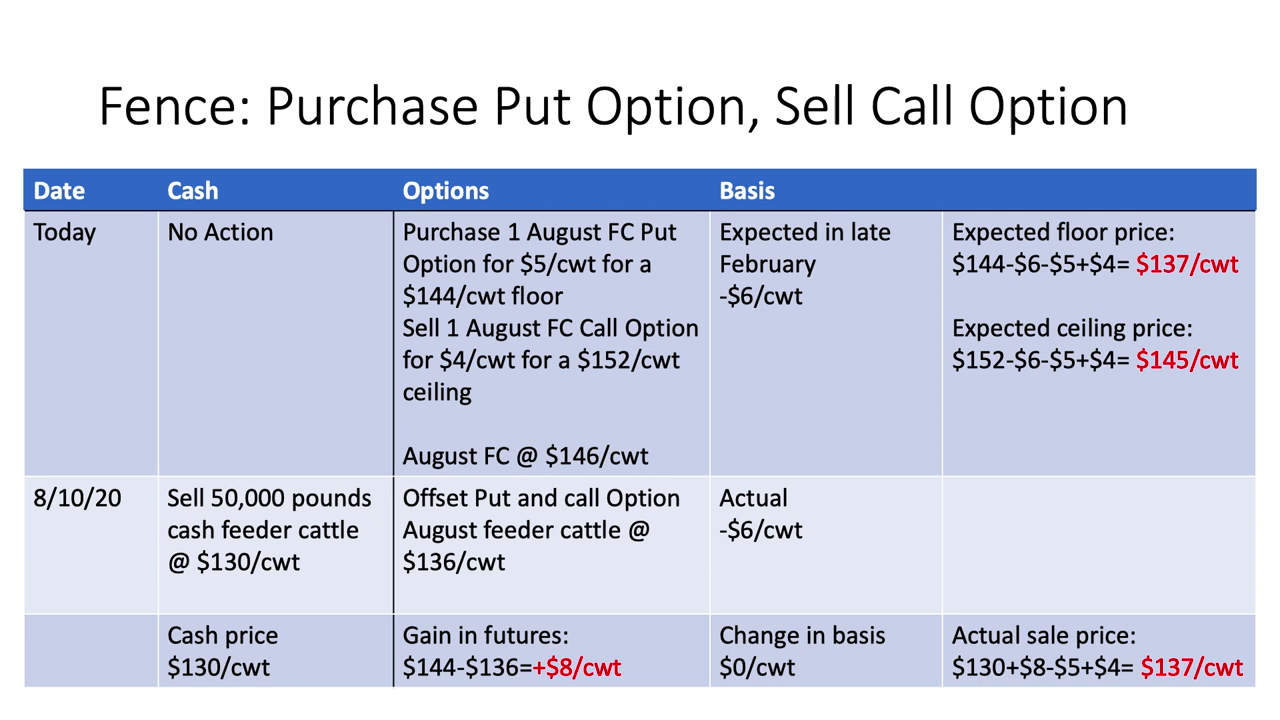 Fence: Purchase Put Option, Sell Call Option
Date
Cash
Options
Basis
Today
No Action
Purchase 1 August FC Put
Option for $5/cwt for a
$144/cwt floor
Sell 1 August FC Call Option
for $4/cwt for a $152/cwt
ceiling
August FC @ $146/cwt
Expected in late
February
-$6/cwt
Expected floor price:
$144-$6-$5+$4= $137/cwt
Expected ceiling price:
$152-$6-$5+$4= $145/cwt
8/10/20
Sell 50,000 pounds
cash feeder cattle
@ $130/cwt
Offset Put and call Option
August feeder cattle @
$136/cwt
Actual
-$6/cwt
Cash price
$130/cwt
Gain in futures:
$144-$136=+$8/cwt
Change in basis
$0/cwt
Actual sale price:
$130+$8-$5+$4= $137/cwt